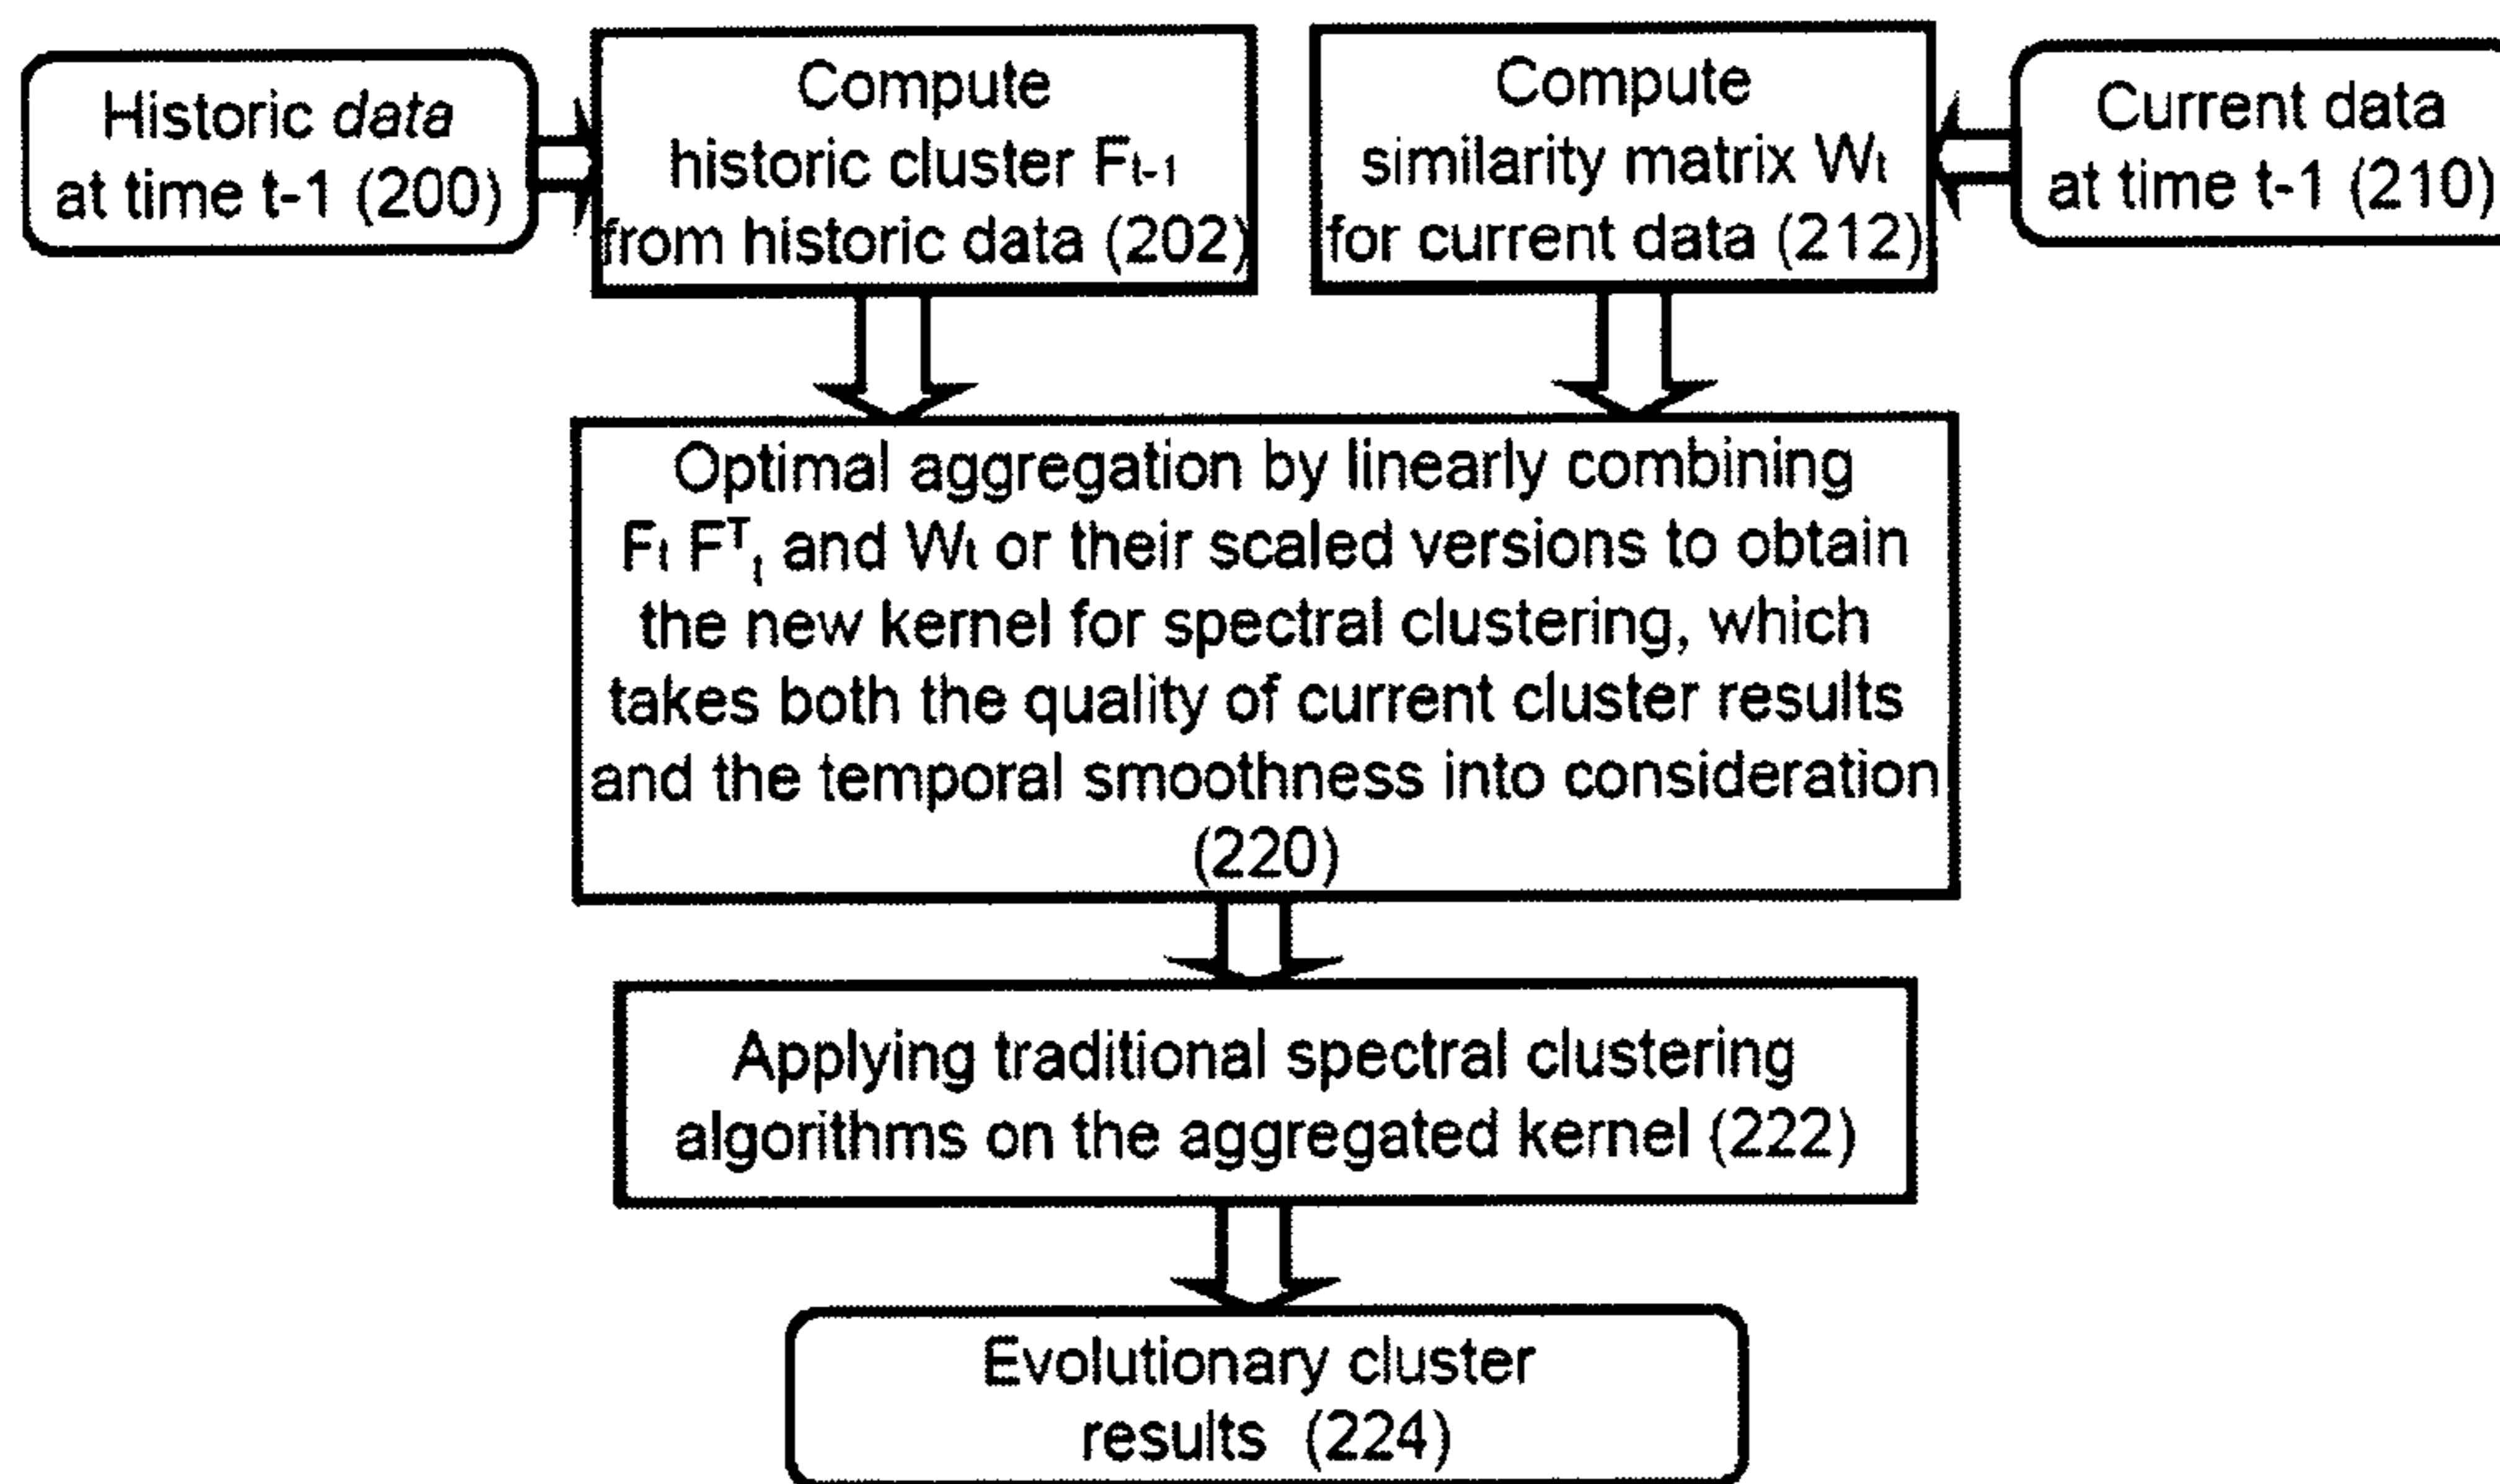 Historic data
at time t-1 (200)
Compute
historic cluster Ft-1
from historic data (202)
Compute
similarity matrix Wt
for current data (212)
Current data
at time t-1 (210)
Optimal aggregation by linearly combining
Ft F^T_t and Wt or their scaled versions to obtain
the new kernel for spectral clustering, which
takes both the quality of current cluster results
and the temporal smoothness into consideration
(220)
Applying traditional spectral clustering
algorithms on the aggregated kernel (222)
Evolutionary cluster
results (224)